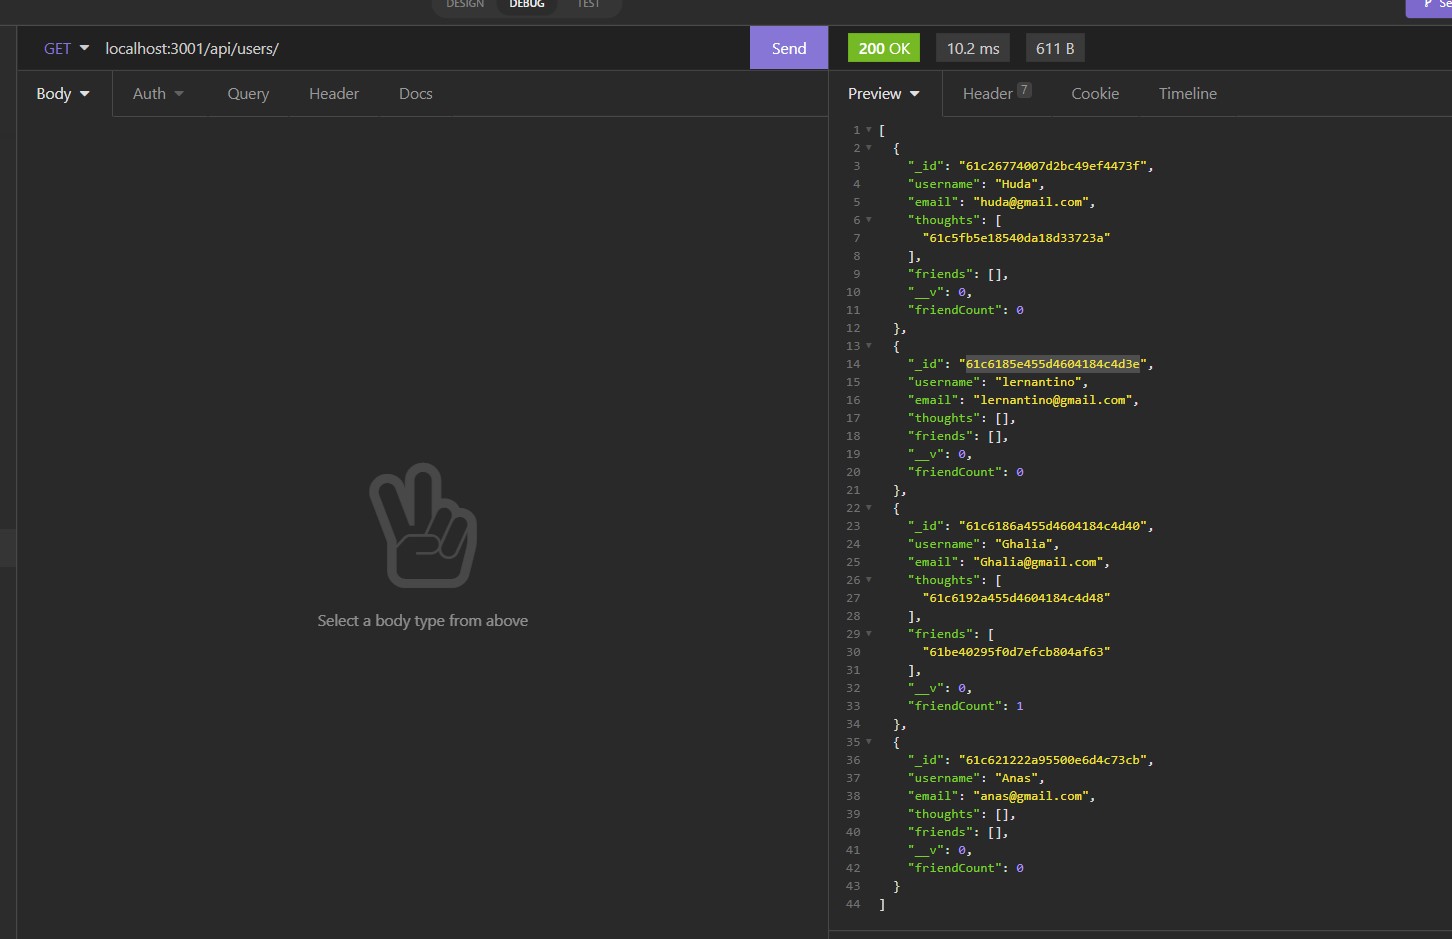 DESIGN DEBUG TEST
GET localhost:3001/api/users/ Send 200 OK 10.2 ms 611 B
Body Auth Query Header Docs Preview Header 7 Cookie Timeline
Select a body type from above
1 [
2 {
3 "_id": "61c26774007d2bc49ef4473f",
4 "username": "Huda",
5 "email": "huda@gmail.com",
6 "thoughts": [
7 "61c5fb5e18540da18d33723a"
8 ],
9 "friends": [],
10 "__v": 0,
11 "friendCount": 0
12 },
13 {
14 "_id": "61c6185e455d4604184c4d3e",
15 "username": "lernantino",
16 "email": "lernantino@gmail.com",
17 "thoughts": [],
18 "friends": [],
19 "__v": 0,
20 "friendCount": 0
21 },
22 {
23 "_id": "61c6186a455d4604184c4d40",
24 "username": "Ghalia",
25 "email": "Ghalia@gmail.com",
26 "thoughts": [
27 "61c6192a455d4604184c4d48"
28 ],
29 "friends": [
30 "61be40295f0d7efcb804af63"
31 ],
32 "__v": 0,
33 "friendCount": 1
34 },
35 {
36 "_id": "61c621222a95500e6d4c73cb",
37 "username": "Anas",
38 "email": "anas@gmail.com",
39 "thoughts": [],
40 "friends": [],
41 "__v": 0,
42 "friendCount": 0
43 }
44 ]